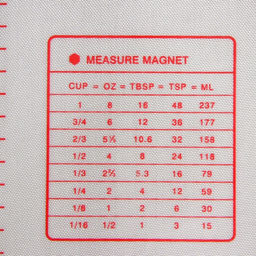 MEASURE MAGNET
CUP = OZ = TBSP = TSP = ML
1 8 16 48 237
3/4 6 12 36 177
2/3 5⅓ 10.6 32 158
1/2 4 8 24 118
1/3 2⅔ 5.3 16 79
1/4 2 4 12 59
1/8 1 2 6 30
1/16 1/2 1 3 15